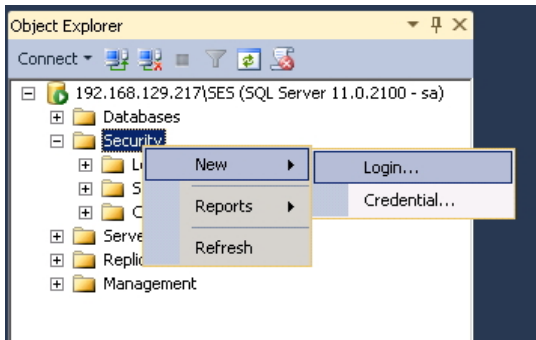 Object Explorer
Connect
192.168.129.217\SES (SQL Server 11.0.2100 - sa)
Databases
Security
New
Login...
Credential...
Reports
Refresh
Management